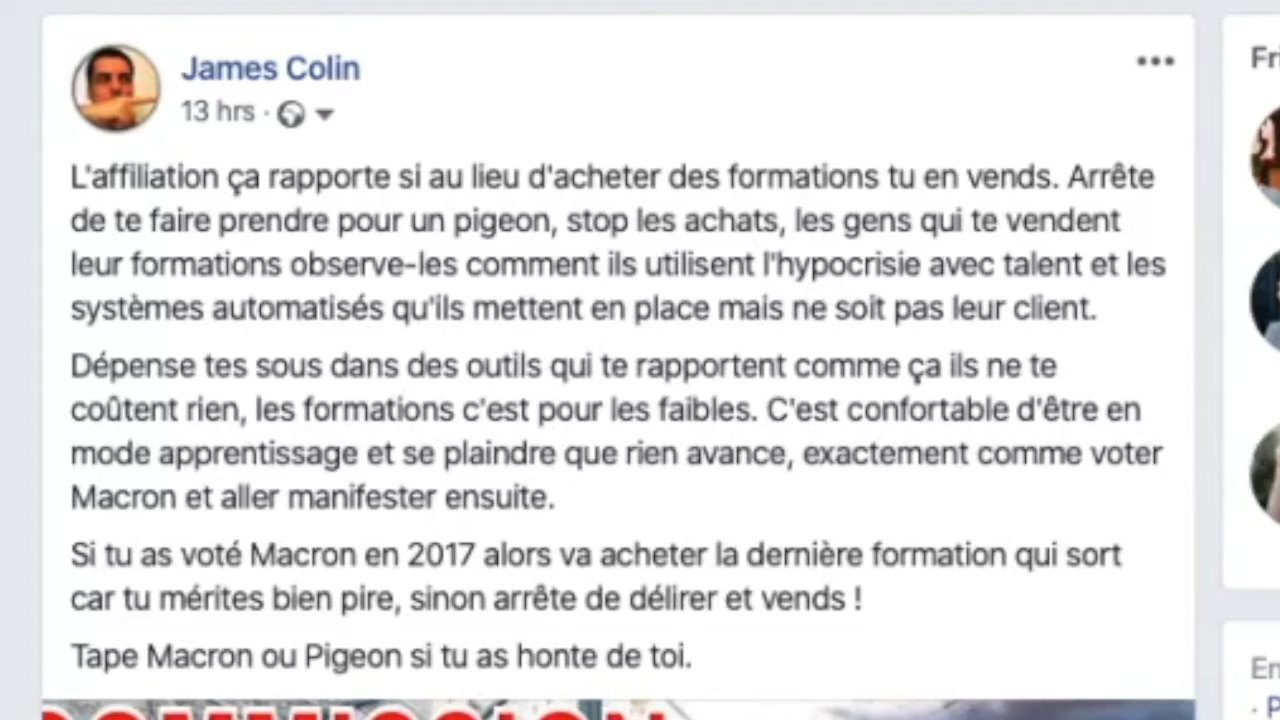 James Colin
13 hrs ·
L'affiliation ça rapporte si au lieu d'acheter des formations tu en vends. Arrête
de te faire prendre pour un pigeon, stop les achats, les gens qui te vendent
leur formations observe-les comment ils utilisent l'hypocrisie avec talent et les
systèmes automatisés qu'ils mettent en place mais ne soit pas leur client.
Dépense tes sous dans des outils qui te rapportent comme ça ils ne te
coûtent rien, les formations c'est pour les faibles. C'est confortable d'être en
mode apprentissage et se plaindre que rien avance, exactement comme voter
Macron et aller manifester ensuite.
Si tu as voté Macron en 2017 alors va acheter la dernière formation qui sort
car tu mérites bien pire, sinon arrête de délirer et vends !
Tape Macron ou Pigeon si tu as honte de toi.
Fri
En